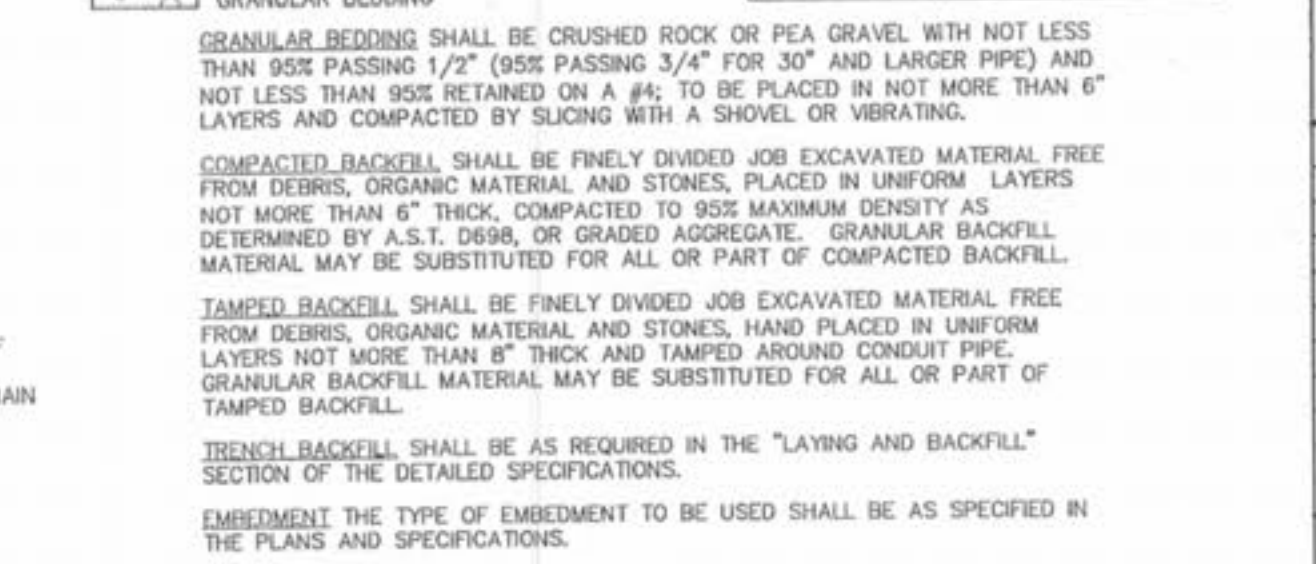 GRANULAR BEDDING
GRANULAR BEDDING SHALL BE CRUSHED ROCK OR PEA GRAVEL WITH NOT LESS
THAN 95% PASSING 1/2" (95% PASSING 3/4" FOR 30" AND LARGER PIPE) AND
NOT LESS THAN 95% RETAINED ON A #4; TO BE PLACED IN NOT MORE THAN 6"
LAYERS AND COMPACTED BY SLICING WITH A SHOVEL OR VIBRATING.
COMPACTED BACKFILL SHALL BE FINELY DIVIDED JOB EXCAVATED MATERIAL FREE
FROM DEBRIS, ORGANIC MATERIAL AND STONES, PLACED IN UNIFORM LAYERS
NOT MORE THAN 6" THICK, COMPACTED TO 95% MAXIMUM DENSITY AS
DETERMINED BY A.S.T. D698, OR GRADED AGGREGATE. GRANULAR BACKFILL
MATERIAL MAY BE SUBSTITUTED FOR ALL OR PART OF COMPACTED BACKFILL.
TAMPED BACKFILL SHALL BE FINELY DIVIDED JOB EXCAVATED MATERIAL FREE
FROM DEBRIS, ORGANIC MATERIAL AND STONES, HAND PLACED IN UNIFORM
LAYERS NOT MORE THAN 8" THICK AND TAMPED AROUND CONDUIT PIPE.
GRANULAR BACKFILL MATERIAL MAY BE SUBSTITUTED FOR ALL OR PART OF
TAMPED BACKFILL.
AIN
TRENCH BACKFILL SHALL BE AS REQUIRED IN THE "LAYING AND BACKFILL"
SECTION OF THE DETAILED SPECIFICATIONS.
EMBEDMENT THE TYPE OF EMBEDMENT TO BE USED SHALL BE AS SPECIFIED IN
THE PLANS AND SPECIFICATIONS.